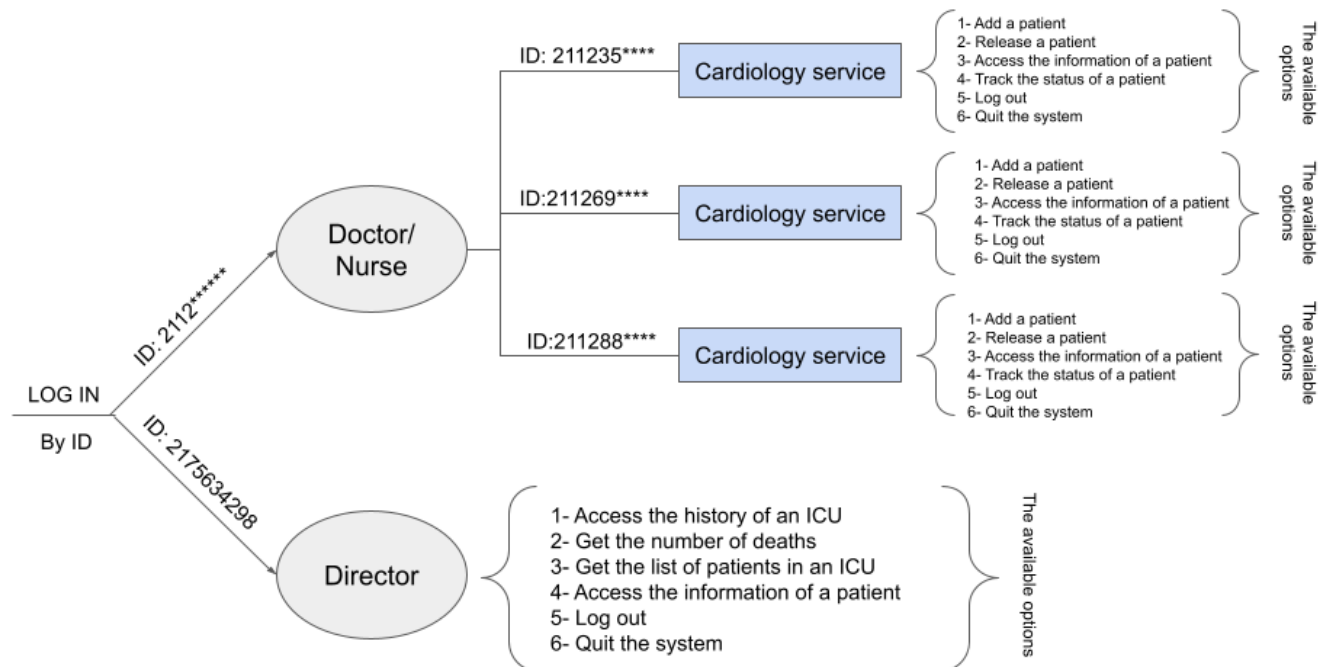 LOG IN
By ID
ID: 2112******
Doctor/
Nurse
ID: 211235****
Cardiology service
1- Add a patient
2- Release a patient
3- Access the information of a patient
4- Track the status of a patient
5- Log out
6- Quit the system
The available
options
ID:211269****
Cardiology service
1- Add a patient
2- Release a patient
3- Access the information of a patient
4- Track the status of a patient
5- Log out
6- Quit the system
The available
options
ID:211288****
Cardiology service
1- Add a patient
2- Release a patient
3- Access the information of a patient
4- Track the status of a patient
5- Log out
6- Quit the system
The available
options
ID: 2175634298
Director
1- Access the history of an ICU
2- Get the number of deaths
3- Get the list of patients in an ICU
4- Access the information of a patient
5- Log out
6- Quit the system
The available options